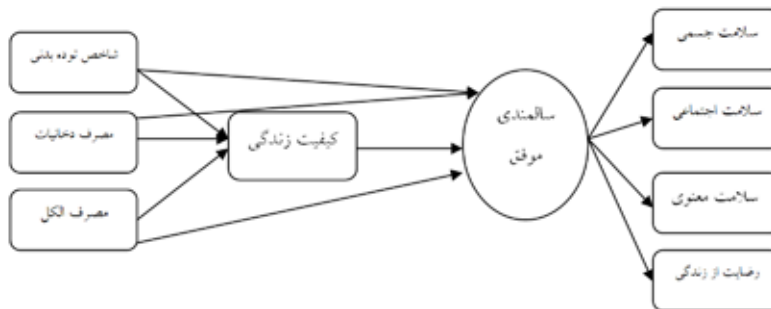 شاخص توده بدنی
مصرف دخانیات
مصرف الکل
کیفیت زندگی
سالمندی
موفق
سلامت جسمی
سلامت اجتماعی
سلامت معنوی
رضایت از زندگی